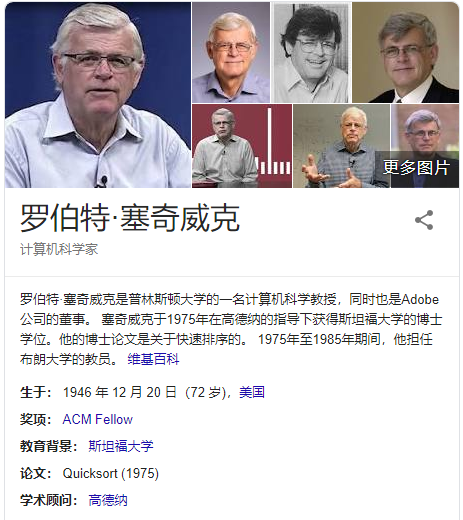 更多图片
罗伯特·塞奇威克
计算机科学家
罗伯特·塞奇威克是普林斯顿大学的一名计算机科学教授，同时也是Adobe
公司的董事。 塞奇威克于1975年在高德纳的指导下获得斯坦福大学的博士
学位。他的博士论文是关于快速排序的。 1975年至1985年期间，他担任
布朗大学的教员。 维基百科
生于： 1946 年 12 月 20 日（72 岁)，美国
奖项： ACM Fellow
教育背景： 斯坦福大学
论文： Quicksort (1975)
学术顾问： 高德纳